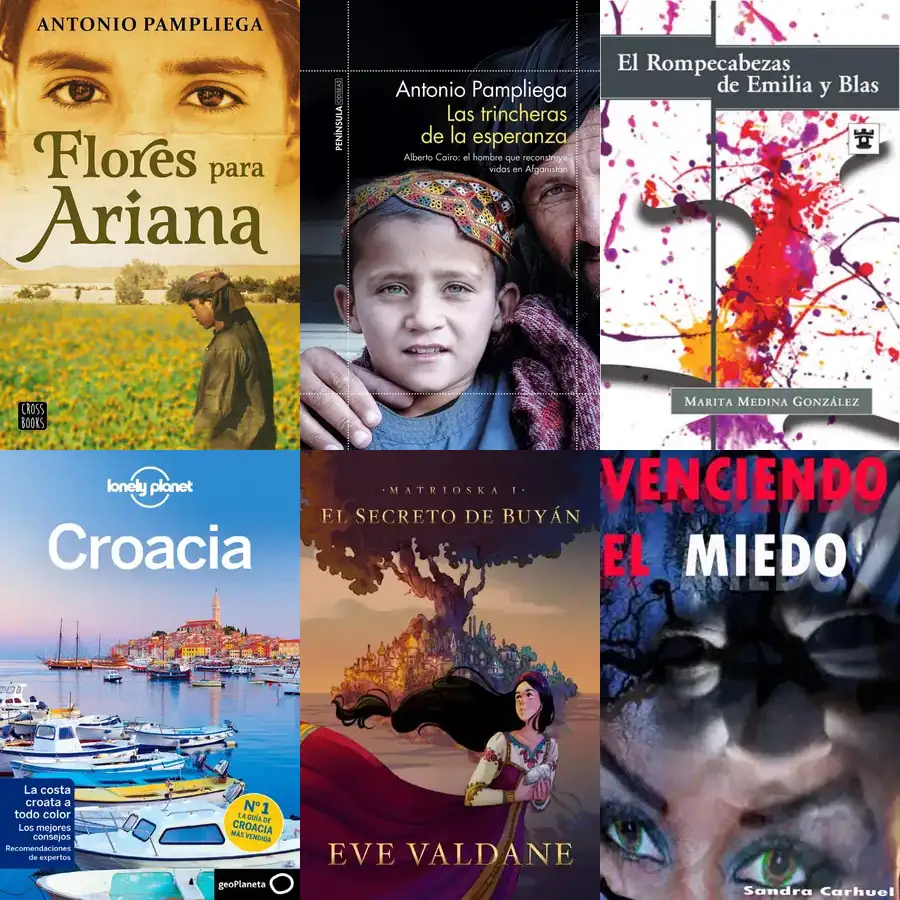 ANTONIO PAMPLIEGA
Flores para
Ariana
CROSS
BOOKS
PENÍNSULA ODISEAS
Antonio Pampliega
Las trincheras
de la esperanza
Alberto Cairo: el hombre que reconstruye
vidas en Afganistán
El Rompecabezas
de Emilia y Blas
MARITA MEDINA GONZÁLEZ
lonely planet
Croacia
La costa
croata a
todo color
Los mejores
consejos
Recomendaciones
de expertos
Nº1
LA GUÍA DE
CROACIA
MÁS VENDIDA
geoPlaneta
·MATRIOSKA I·
EL SECRETO DE BUYÁN
EVE VALDANE
VENCIENDO
EL MIEDO
Sandra Carhuel